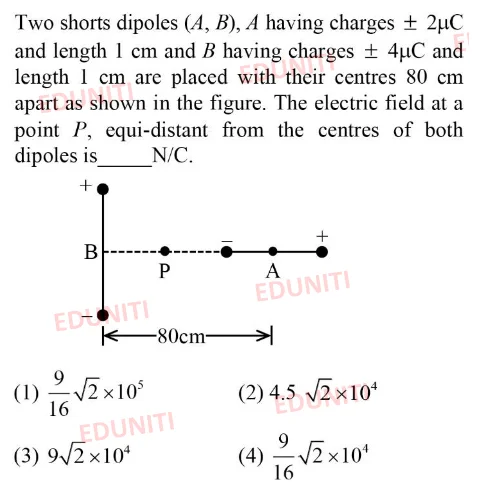 Two shorts dipoles (A, B), A having charges ± 2μC
and length 1 cm and B having charges ± 4μC and
length 1 cm are placed with their centres 80 cm
apart as shown in the figure. The electric field at a
point P, equi-distant from the centres of both
dipoles is_____N/C.
+
B
P
−
A
+
−
80cm
(1) 9/16 √2 × 10⁵ (2) 4.5 √2 × 10⁴
(3) 9√2 × 10⁴ (4) 9/16 √2 × 10⁴
EDUNITI
EDUNITI
EDUNITI
EDUNITI
EDUNITI
EDUNITI